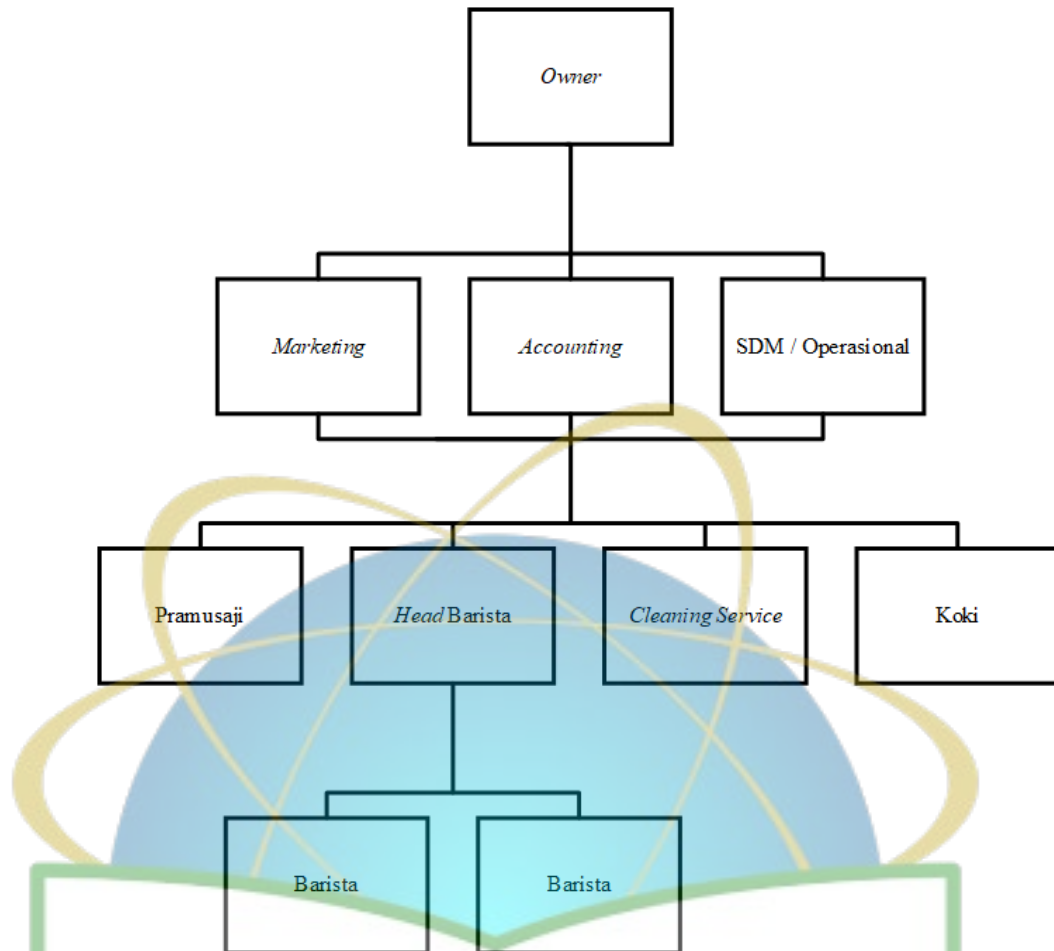 Owner
Marketing
Accounting
SDM / Operasional
Pramusaji
Head Barista
Cleaning Service
Koki
Barista
Barista